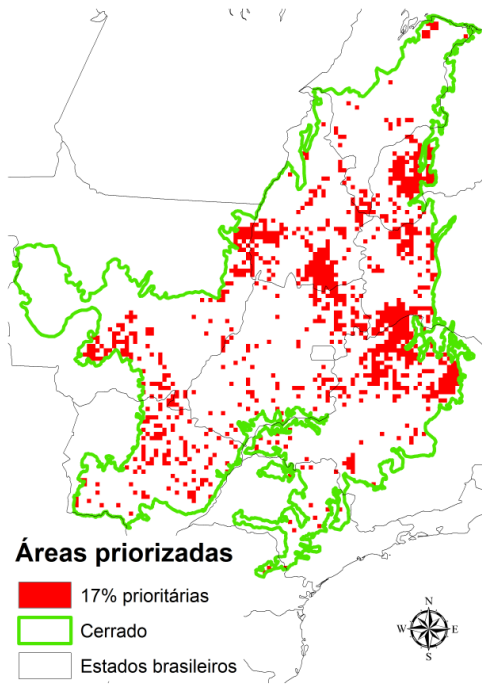 Áreas priorizadas
17% prioritárias
Cerrado
Estados brasileiros
N
W E
S